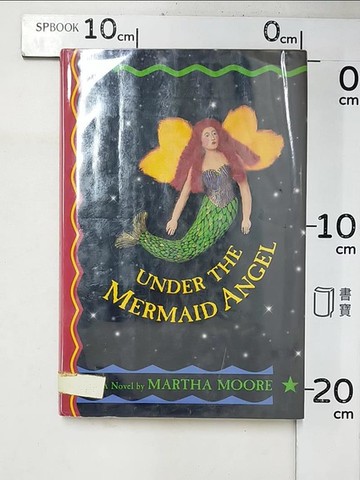 SPBOOK 10cm 0cm
0
cm
UNDER THE
MERMAID ANGEL
10
cm
書寶
A Novel by MARTHA MOORE
20
cm